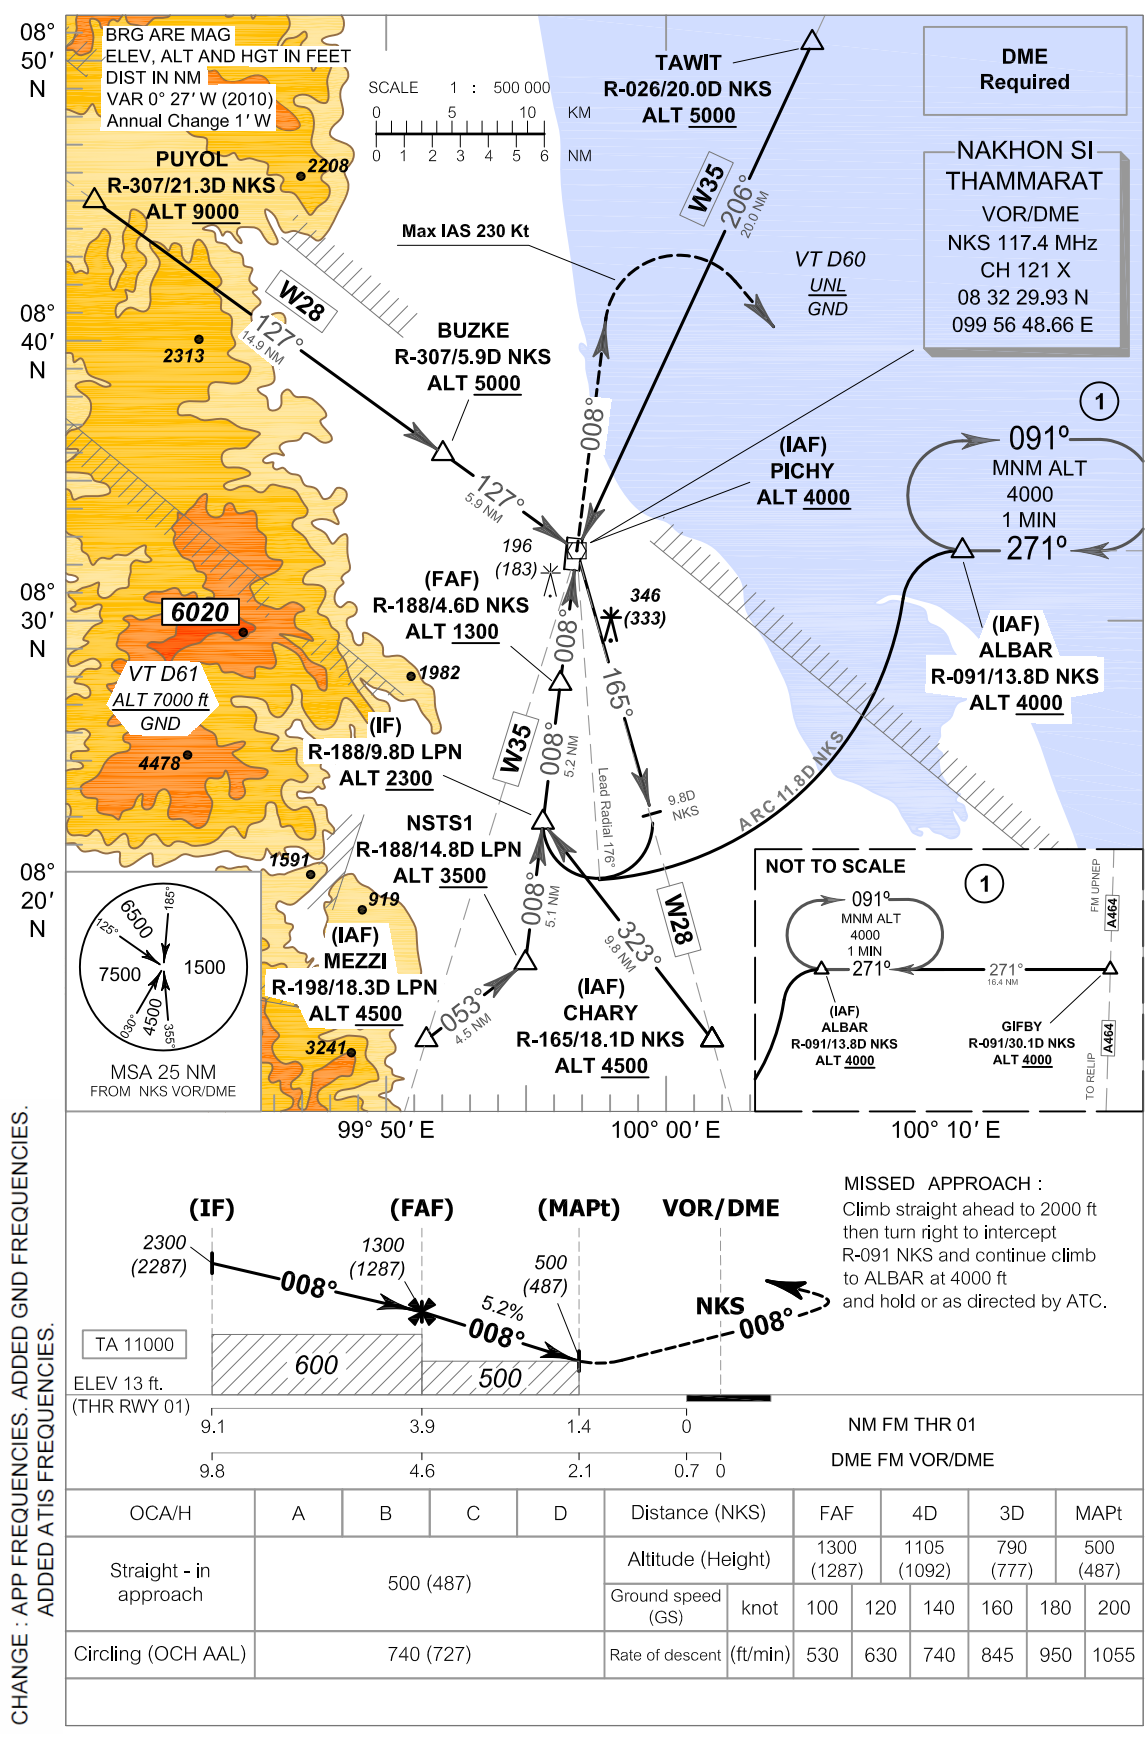 08°
50′
N
BRG ARE MAG
ELEV, ALT AND HGT IN FEET
DIST IN NM
VAR 0° 27′ W (2010)
Annual Change 1′ W
SCALE 1 : 500 000
0 5 10 KM
0 1 2 3 4 5 6 NM
TAWIT
R-026/20.0D NKS
ALT 5000
DME
Required
NAKHON SI
THAMMARAT
VOR/DME
NKS 117.4 MHz
CH 121 X
08 32 29.93 N
099 56 48.66 E
PUYOL
R-307/21.3D NKS
ALT 9000
2208
W35
206°
20.0 NM
Max IAS 230 Kt
VT D60
UNL
GND
W28
127°
14.9 NM
08°
40′
N
2313
BUZKE
R-307/5.9D NKS
ALT 5000
1
008°
(IAF)
PICHY
ALT 4000
091°
MNM ALT
4000
1 MIN
271°
127°
5.9 NM
196
(183)
(FAF)
R-188/4.6D NKS
ALT 1300
346
(333)
08°
30′
N
6020
008°
(IAF)
ALBAR
R-091/13.8D NKS
ALT 4000
VT D61
ALT 7000 ft
GND
1982
165°
(IF)
R-188/9.8D LPN
ALT 2300
W35
008°
5.2 NM
4478
Lead Radial 176°
9.8D
NKS
ARC 11.8D NKS
NSTS1
R-188/14.8D LPN
ALT 3500
08°
20′
N
1591
919
008°
5.1 NM
W28
323°
9.8 NM
(IAF)
MEZZI
R-198/18.3D LPN
ALT 4500
053°
4.5 NM
(IAF)
CHARY
R-165/18.1D NKS
ALT 4500
3241
6500
185°
125°
7500
1500
030°
4500
355°
MSA 25 NM
FROM NKS VOR/DME
NOT TO SCALE
1
091°
MNM ALT
4000
1 MIN
271°
271°
16.4 NM
FM UPNEP
A464
(IAF)
ALBAR
R-091/13.8D NKS
ALT 4000
GIFBY
R-091/30.1D NKS
ALT 4000
A464
TO RELIP
99° 50′ E
100° 00′ E
100° 10′ E
CHANGE : APP FREQUENCIES. ADDED GND FREQUENCIES.
ADDED ATIS FREQUENCIES.
(IF)
(FAF)
(MAPt)
VOR/DME
2300
(2287)
1300
(1287)
500
(487)
008°
5.2%
008°
NKS
008°
MISSED APPROACH :
Climb straight ahead to 2000 ft
then turn right to intercept
R-091 NKS and continue climb
to ALBAR at 4000 ft
and hold or as directed by ATC.
TA 11000
600
500
ELEV 13 ft.
(THR RWY 01)
9.1 3.9 1.4 0 NM FM THR 01
9.8 4.6 2.1 0.7 0 DME FM VOR/DME
OCA/H A B C D
Straight - in
approach
500 (487)
Circling (OCH AAL) 740 (727)
Distance (NKS) FAF 4D 3D MAPt
Altitude (Height) 1300 1105 790 500
(1287) (1092) (777) (487)
Ground speed
(GS)
knot 100 120 140 160 180 200
Rate of descent (ft/min) 530 630 740 845 950 1055